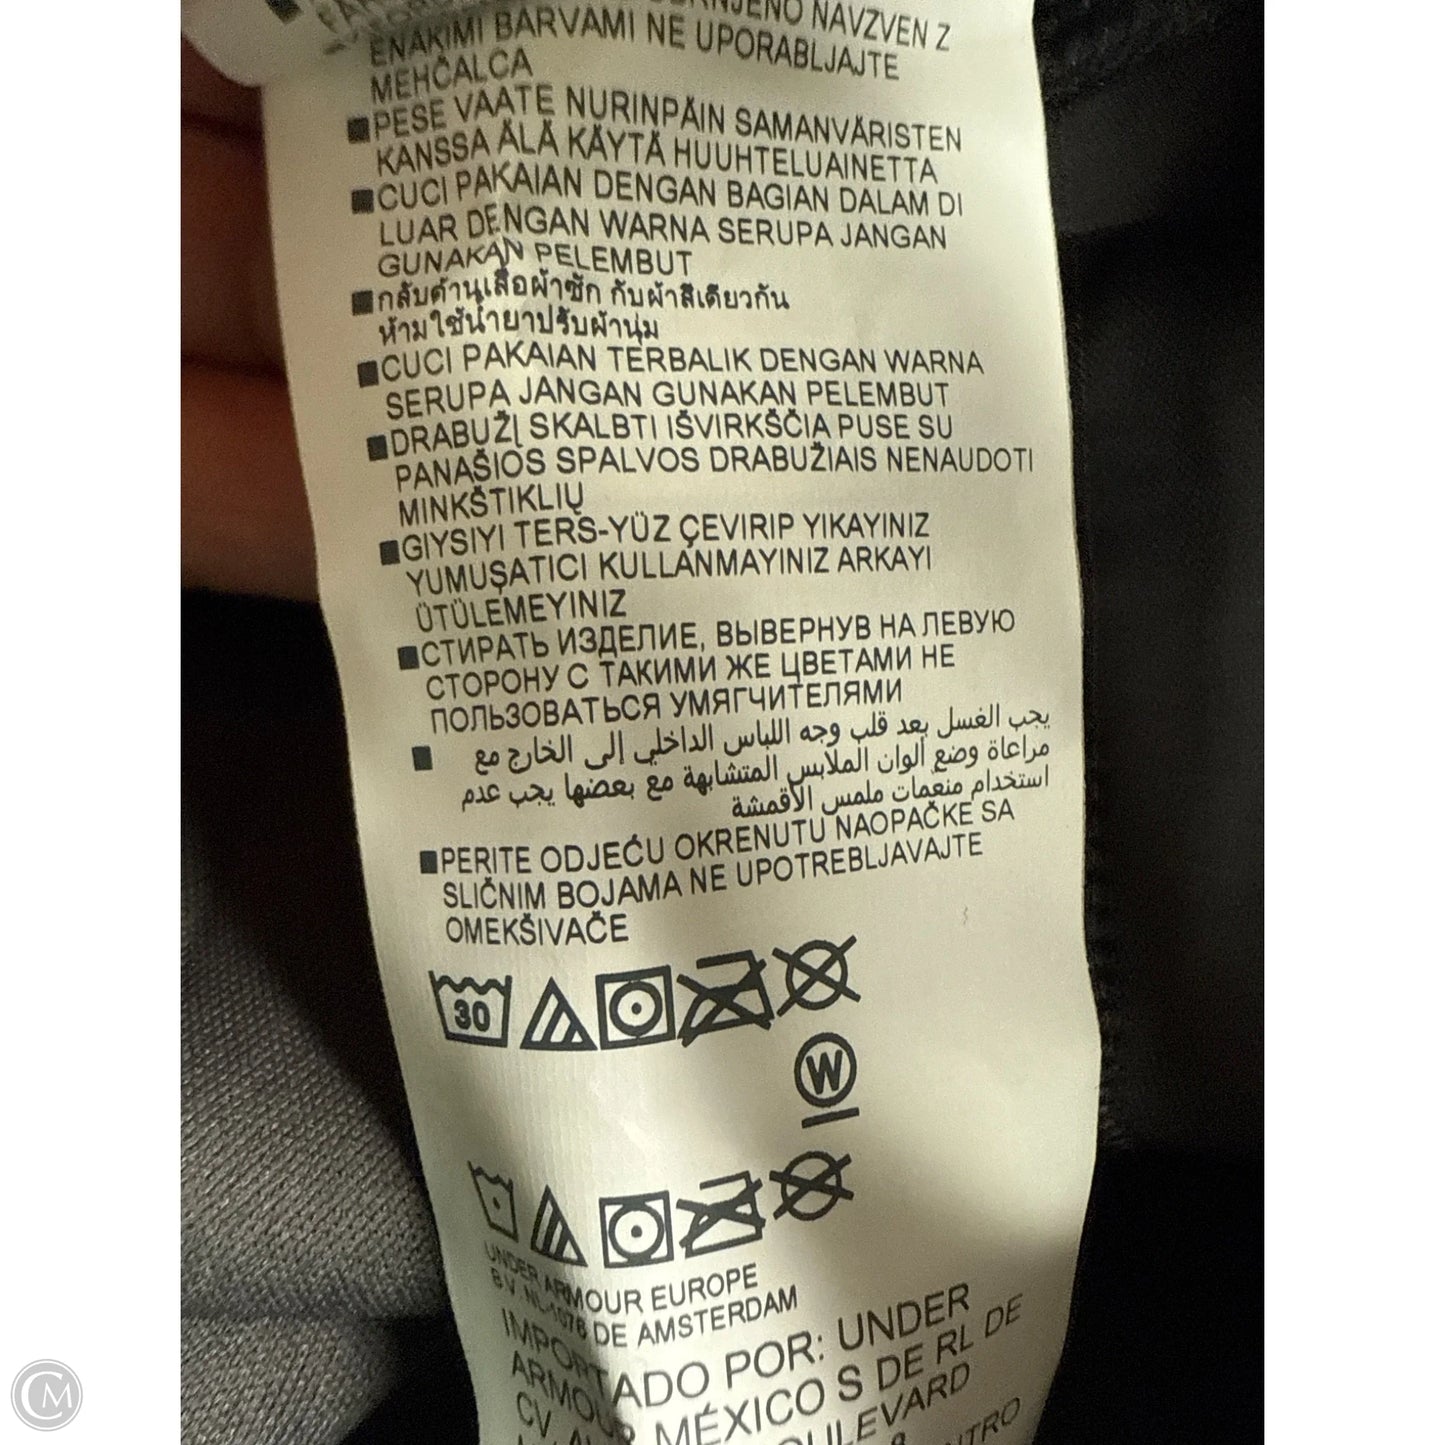 NAVZVEN Z
ENAKIMI BARVAMI NE UPORABLJAJTE
MEHČALCA
■PESE VAATE NURINPÄIN SAMANVÄRISTEN
KANSSA ÄLÄ KÄYTÄ HUUHTELUAINETTA
■CUCI PAKAIAN DENGAN BAGIAN DALAM DI
LUAR DENGAN WARNA SERUPA JANGAN
GUNAKAN PELEMBUT
■กลับด้านเสื้อผ้าซัก กับผ้าสีเดียวกัน
ห้ามใช้น้ำยาปรับผ้านุ่ม
■CUCI PAKAIAN TERBALIK DENGAN WARNA
SERUPA JANGAN GUNAKAN PELEMBUT
■DRABUŽĮ SKALBTI IŠVIRKŠČIĄ PUSE SU
PANAŠIOS SPALVOS DRABUŽIAIS NENAUDOTI
MINKŠTIKLIŲ
■GIYSIYI TERS-YÜZ ÇEVIRIP YIKAYINIZ
YUMUŞATICI KULLANMAYINIZ ARKAYI
ÜTÜLEMEYINIZ
■СТИРАТЬ ИЗДЕЛИЕ, ВЫВЕРНУВ НА ЛЕВУЮ
СТОРОНУ С ТАКИМИ ЖЕ ЦВЕТАМИ НЕ
ПОЛЬЗОВАТЬСЯ УМЯГЧИТЕЛЯМИ
■ يجب الغسل بعد قلب وجه اللباس الداخلي إلى الخارج مع
مراعاة وضع ألوان الملابس المتشابهة مع بعضها يجب عدم
استخدام منعمات ملمس الأقمشة
■PERITE ODJEĆU OKRENUTU NAOPAČKE SA
SLIČNIM BOJAMA NE UPOTREBLJAVAJTE
OMEKŠIVAČE
30
W
UNDER ARMOUR EUROPE
B.V. NL-1076 DE AMSTERDAM
IMPORTADO POR: UNDER
ARMOUR MÉXICO S DE RL DE
CV,
CM